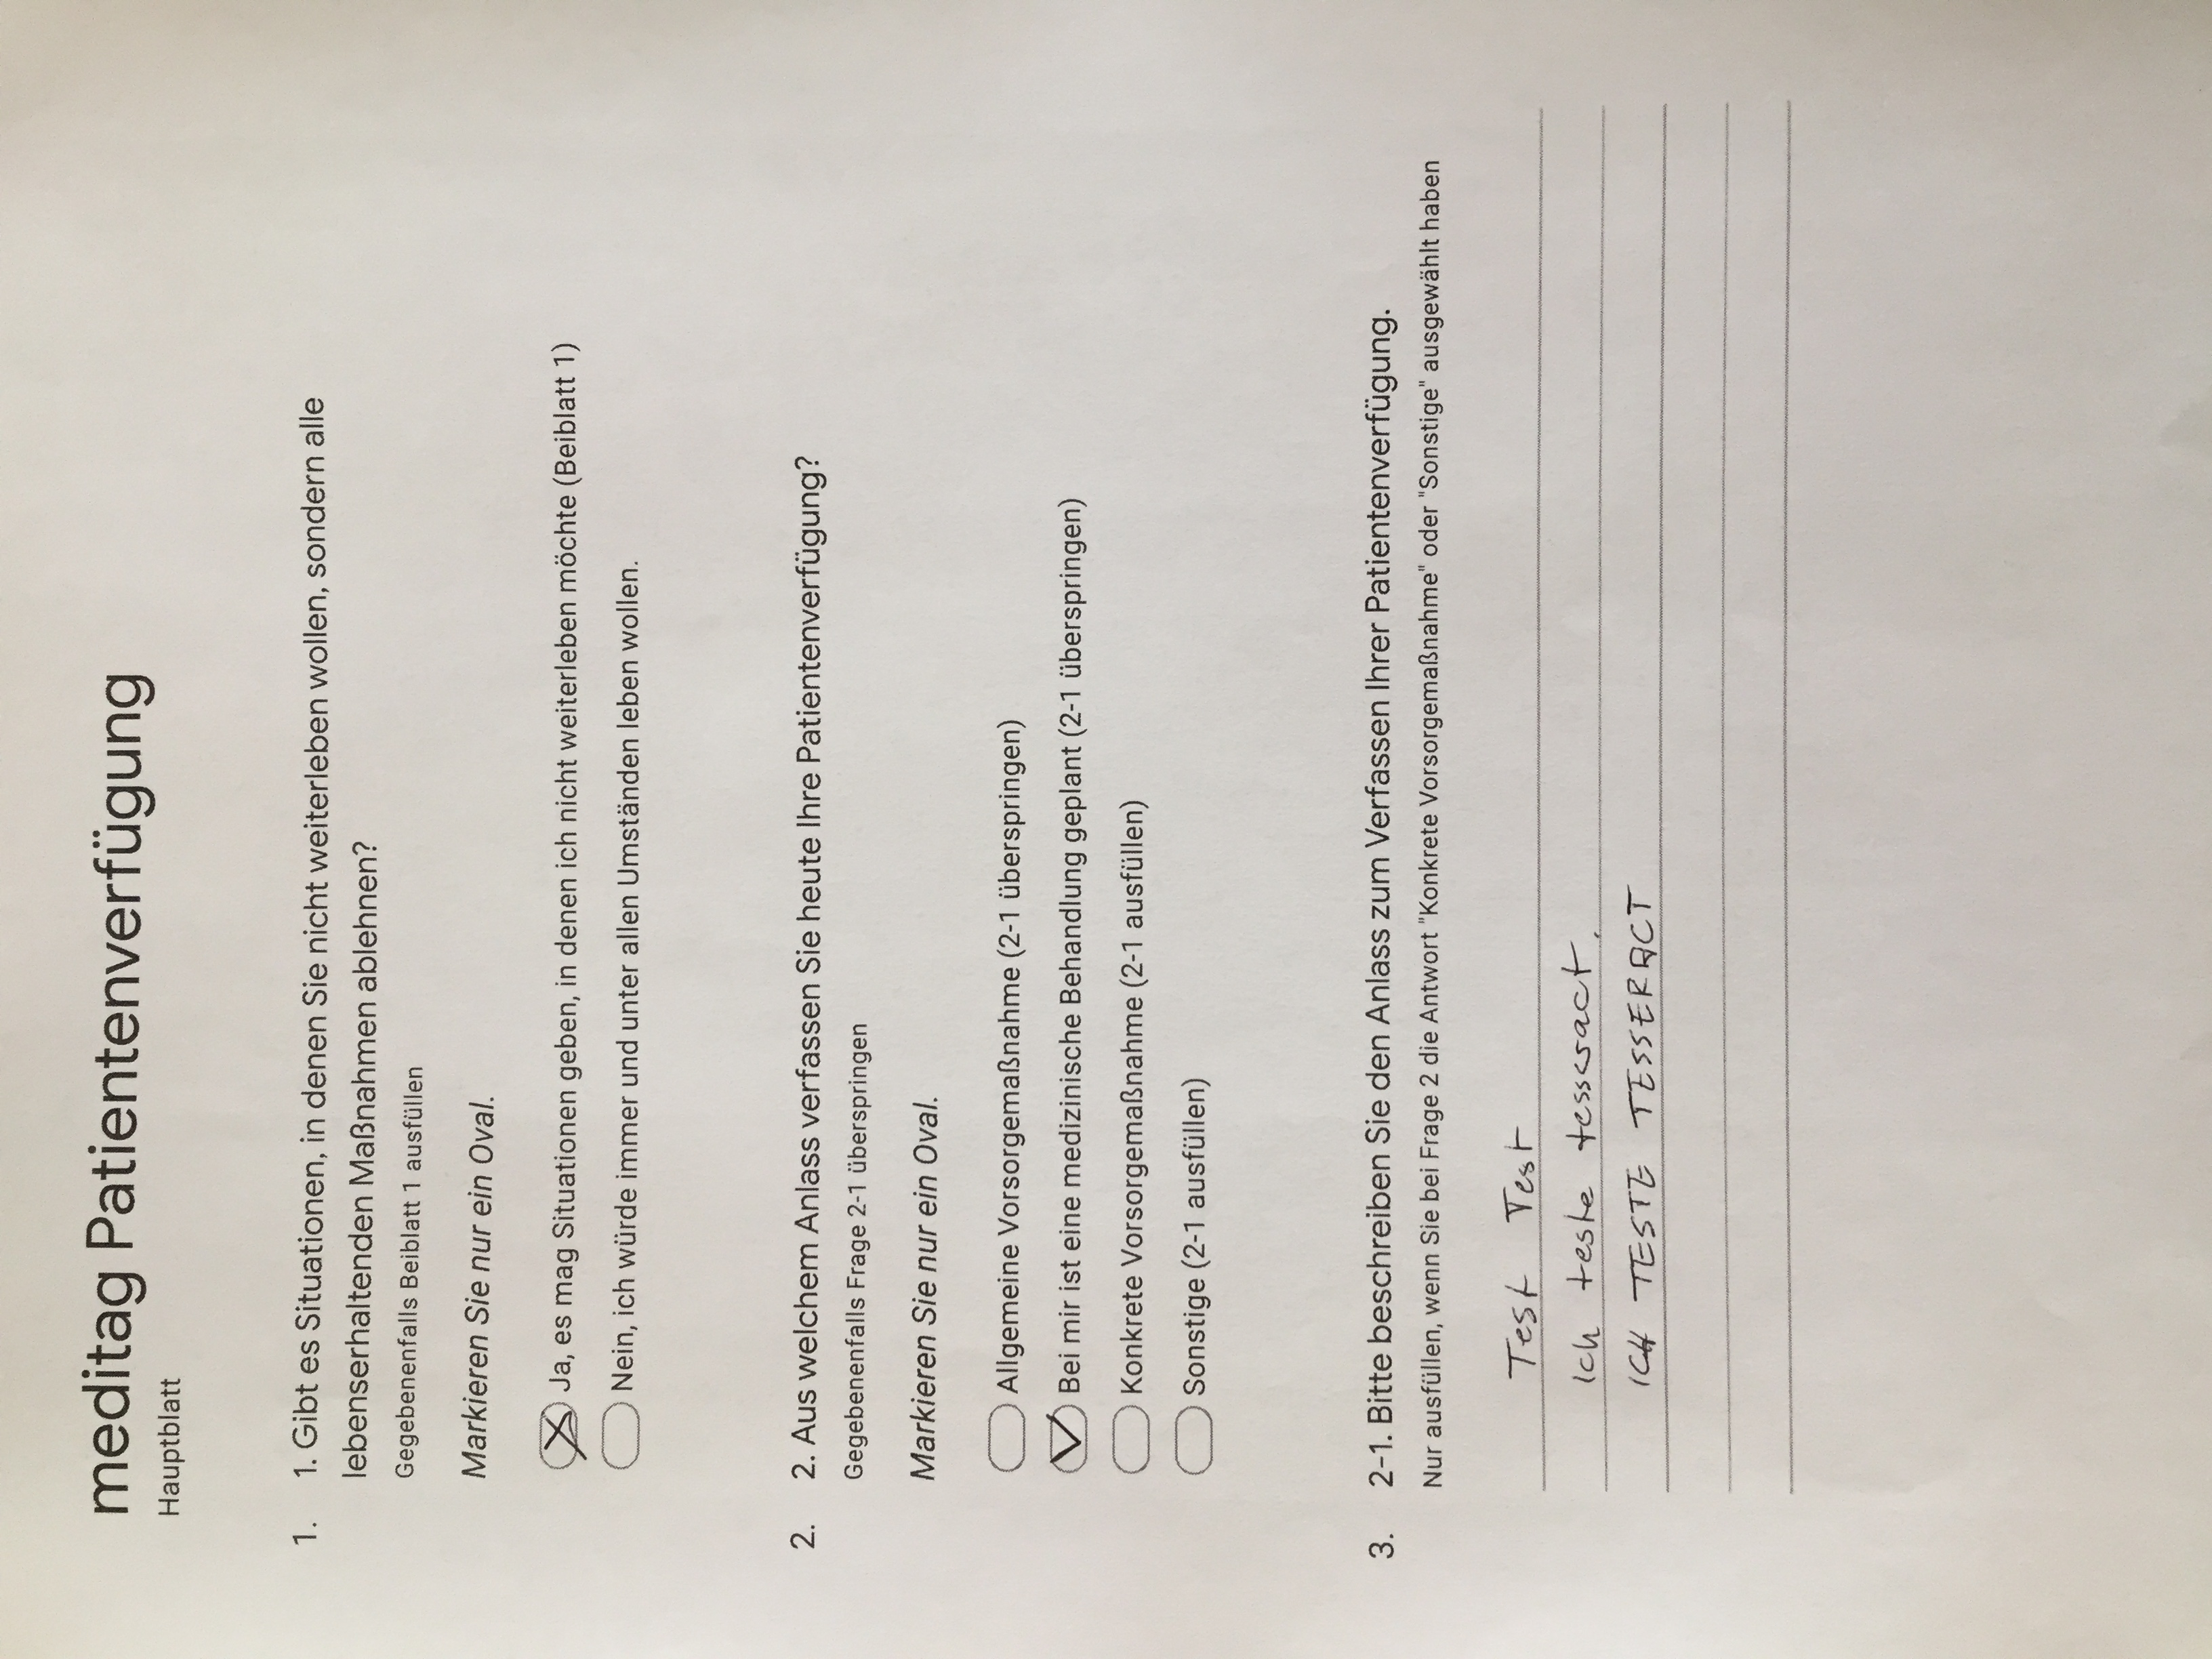 meditag Patientenverfügung
Hauptblatt
1. 1. Gibt es Situationen, in denen Sie nicht weiterleben wollen, sondern alle
lebenserhaltenden Maßnahmen ablehnen?
Gegebenenfalls Beiblatt 1 ausfüllen
Markieren Sie nur ein Oval.
Ja, es mag Situationen geben, in denen ich nicht weiterleben möchte (Beiblatt 1)
Nein, ich würde immer und unter allen Umständen leben wollen.
2. 2. Aus welchem Anlass verfassen Sie heute Ihre Patientenverfügung?
Gegebenenfalls Frage 2-1 überspringen
Markieren Sie nur ein Oval.
Allgemeine Vorsorgemaßnahme (2-1 überspringen)
Bei mir ist eine medizinische Behandlung geplant (2-1 überspringen)
Konkrete Vorsorgemaßnahme (2-1 ausfüllen)
Sonstige (2-1 ausfüllen)
3. 2-1. Bitte beschreiben Sie den Anlass zum Verfassen Ihrer Patientenverfügung.
Nur ausfüllen, wenn Sie bei Frage 2 die Antwort "Konkrete Vorsorgemaßnahme" oder "Sonstige" ausgewählt haben
Test Test
Ich teste tesseract.
ICH TESTE TESSERACT